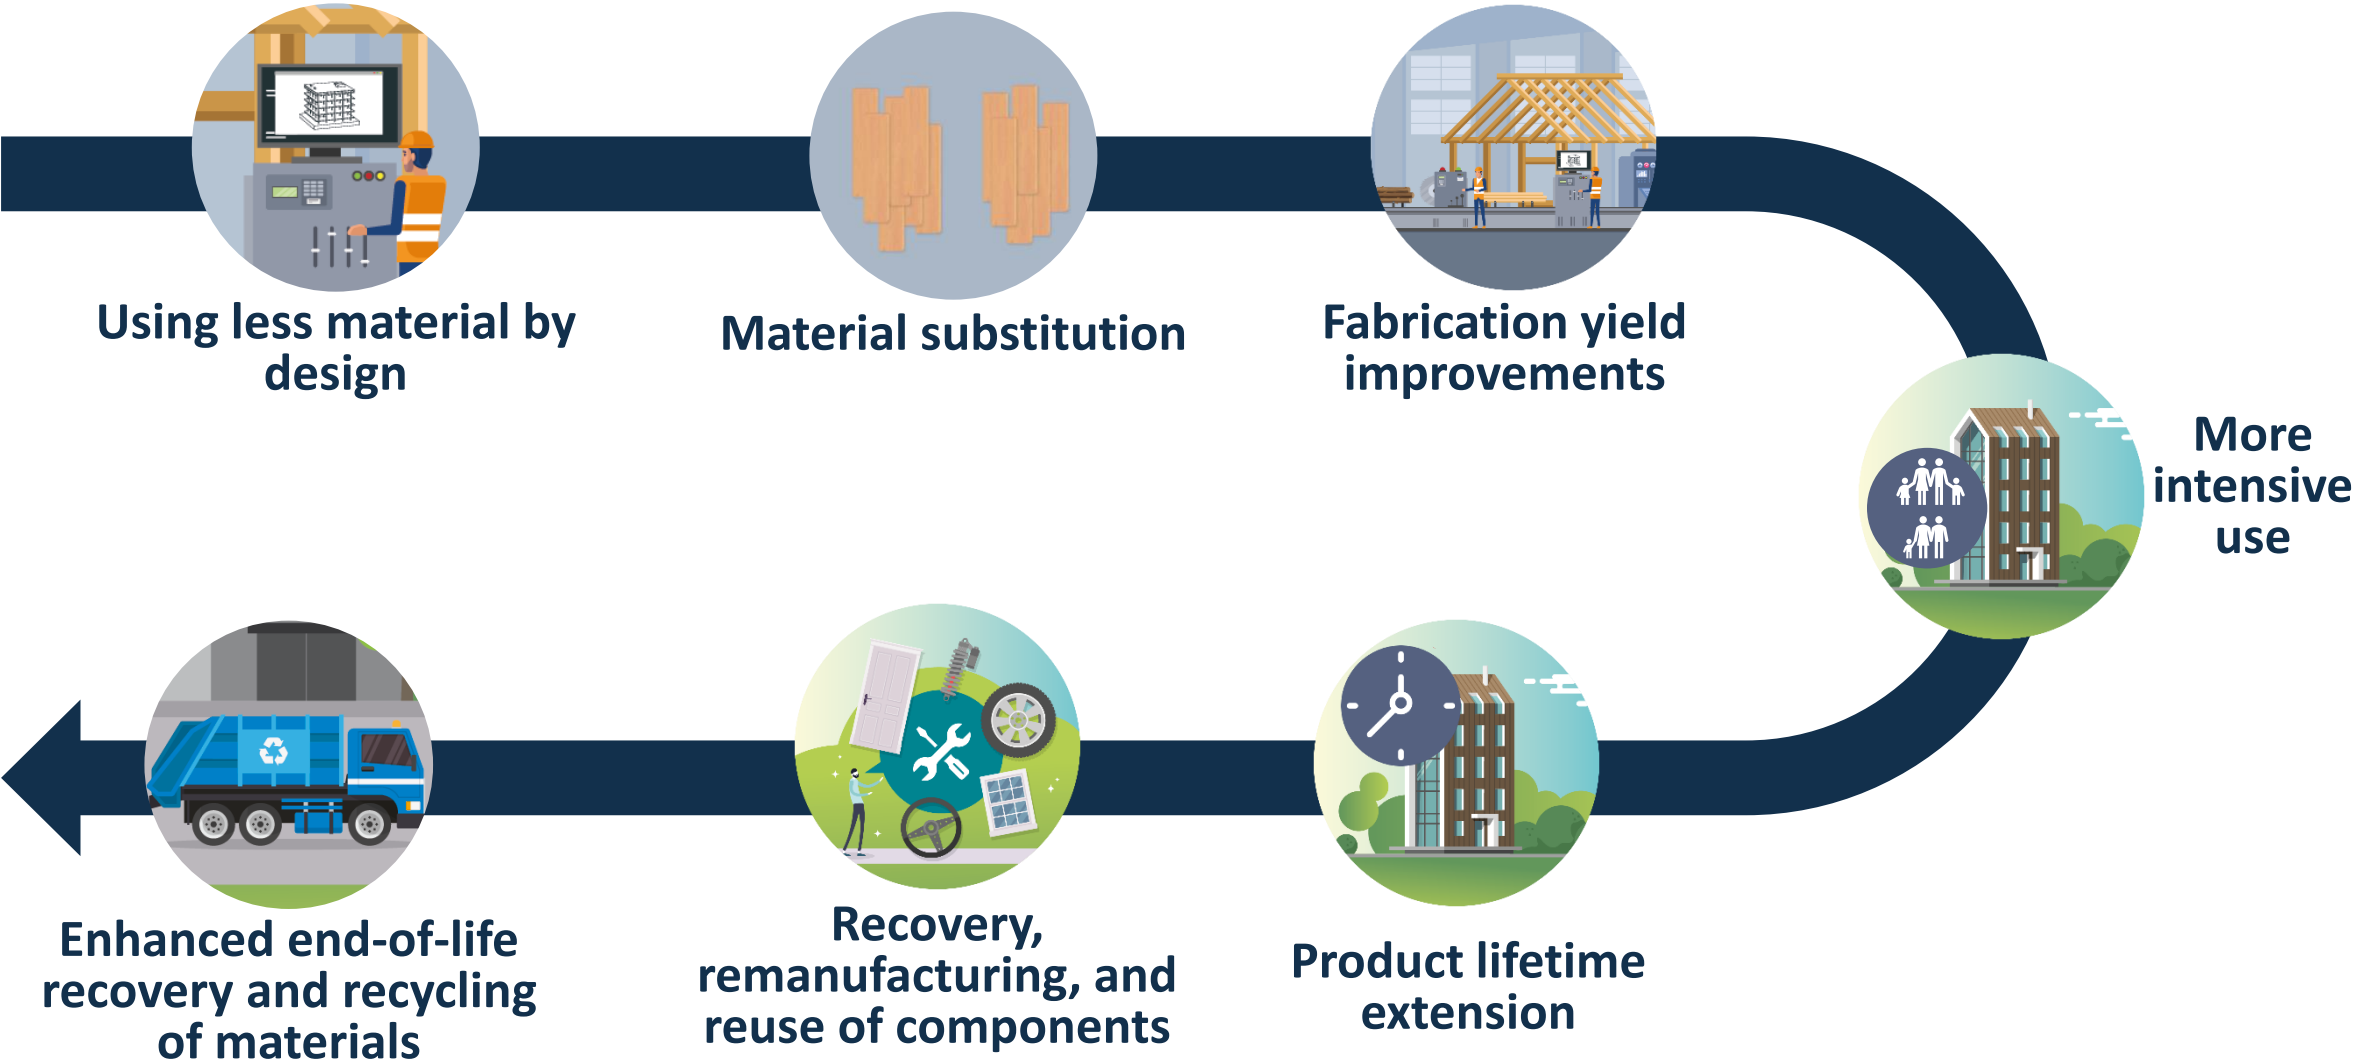 Using less material by
design
Material substitution
Fabrication yield
improvements
More
intensive
use
Product lifetime
extension
Recovery,
remanufacturing, and
reuse of components
Enhanced end-of-life
recovery and recycling
of materials